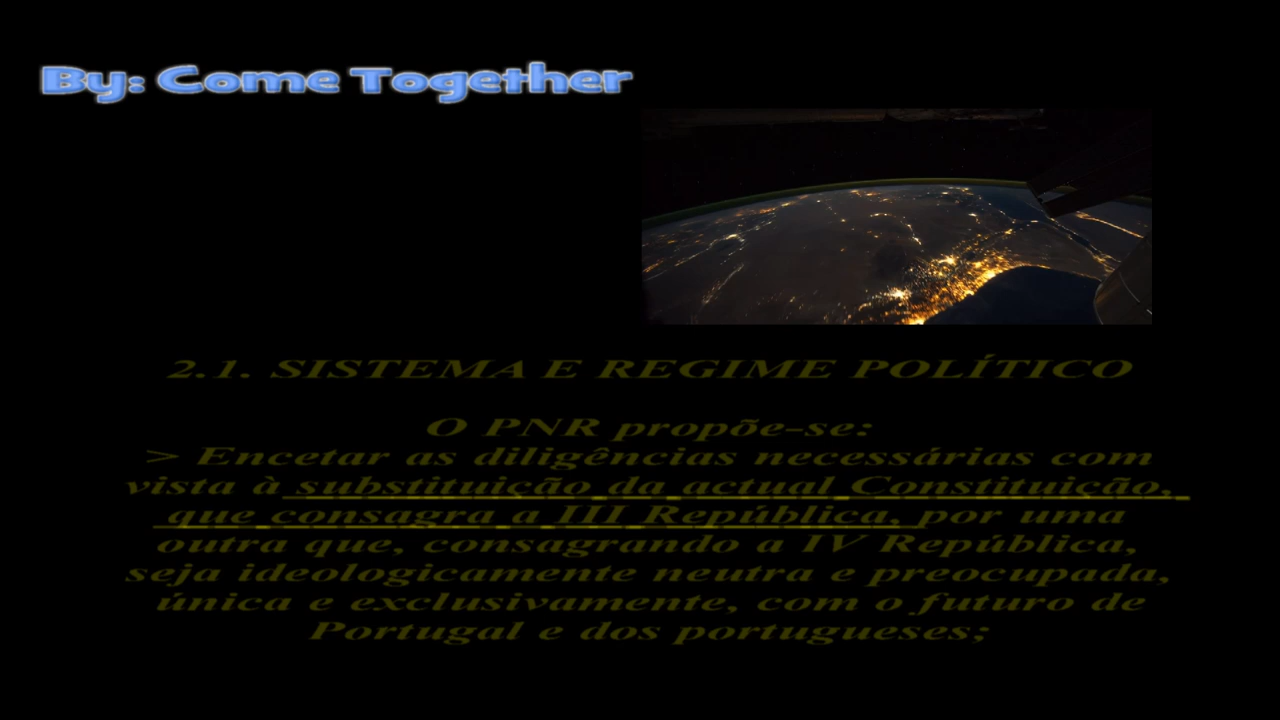 By: Come Together
2.1. SISTEMA E REGIME POLÍTICO
O PNR propõe-se:
> Encetar as diligências necessárias com
vista à substituição da actual Constituição,
que consagra a III República, por uma
outra que, consagrando a IV República,
seja ideologicamente neutra e preocupada,
única e exclusivamente, com o futuro de
Portugal e dos portugueses;